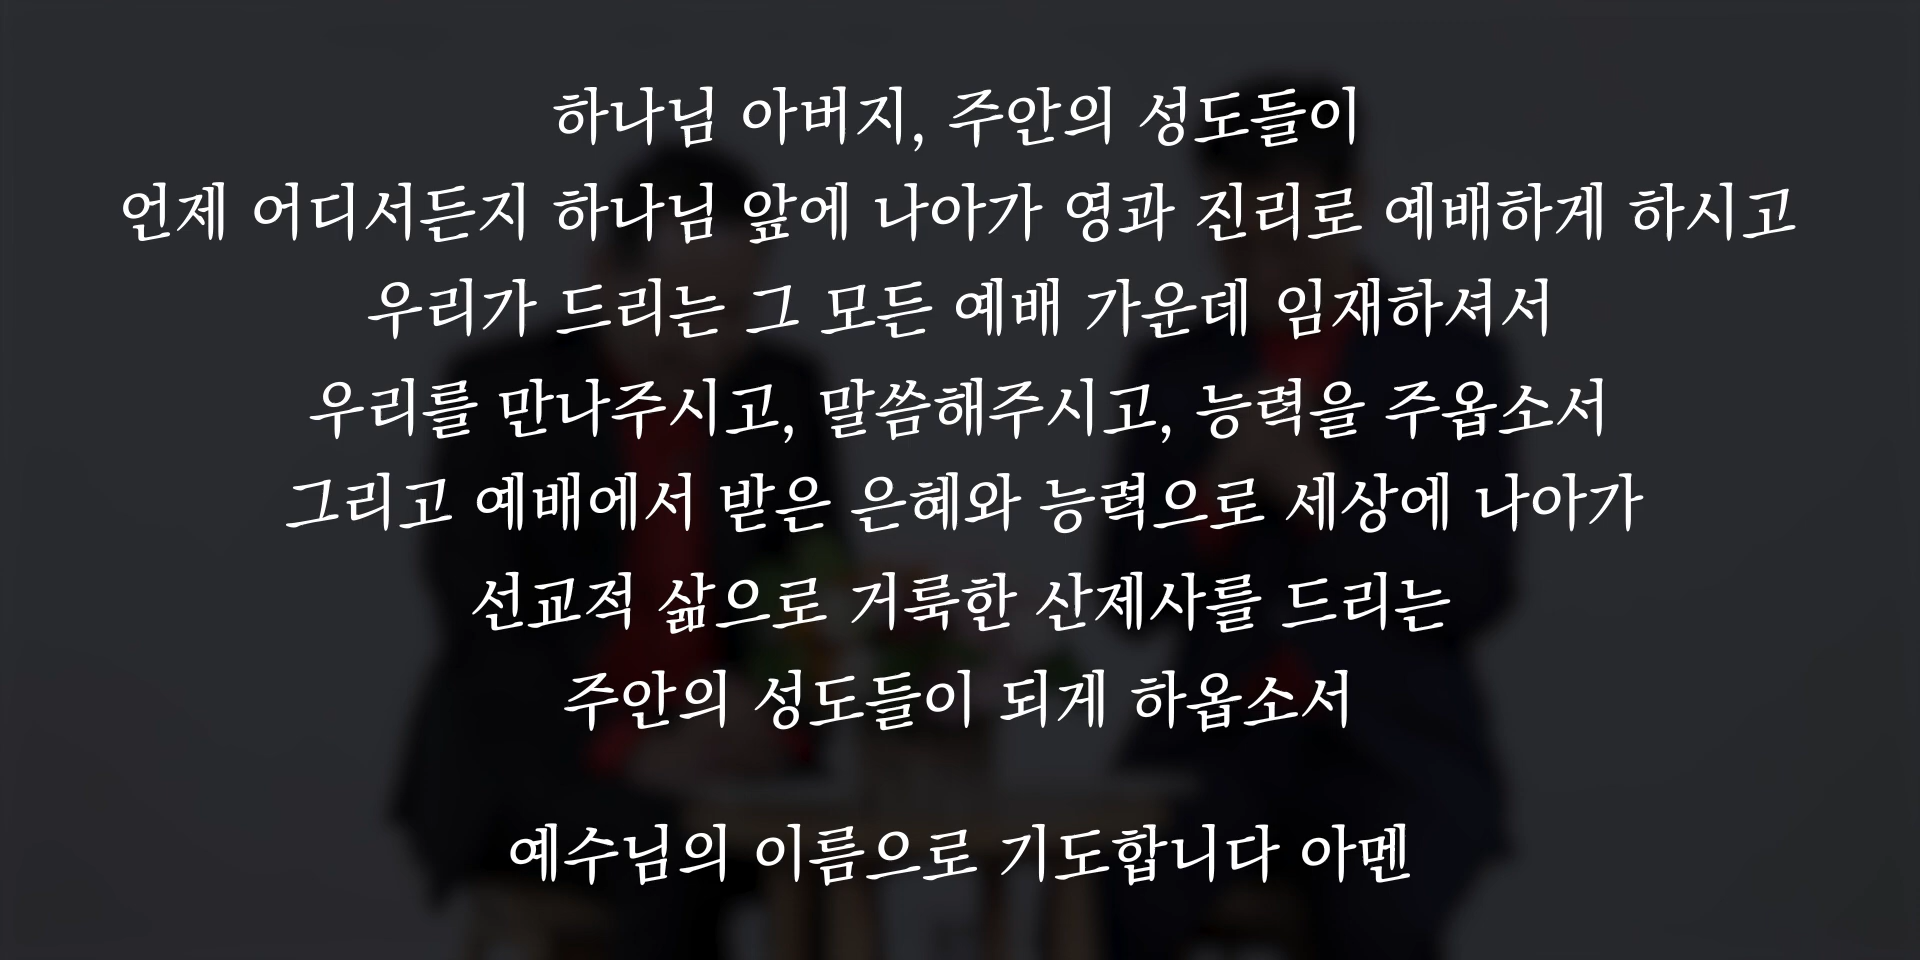 하나님 아버지, 주안의 성도들이
언제 어디서든지 하나님 앞에 나아가 영과 진리로 예배하게 하시고
우리가 드리는 그 모든 예배 가운데 임재하셔서
우리를 만나주시고, 말씀해주시고, 능력을 주옵소서
그리고 예배에서 받은 은혜와 능력으로 세상에 나아가
선교적 삶으로 거룩한 산제사를 드리는
주안의 성도들이 되게 하옵소서
예수님의 이름으로 기도합니다 아멘